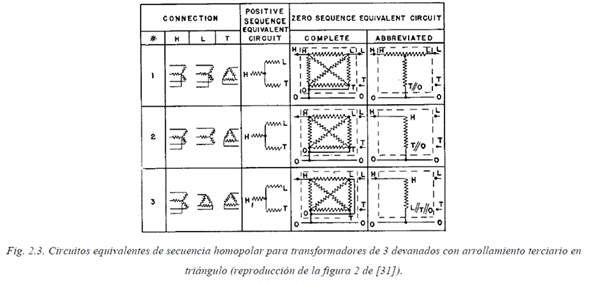 CONNECTION
POSITIVE SEQUENCE EQUIVALENT CIRCUIT
ZERO SEQUENCE EQUIVALENT CIRCUIT
# H L T
COMPLETE ABBREVIATED
1
H L T
H H L L
O T T
O O
H H L L
T//O T
O O
2
H L T
H H L L
O T T
O O
H H L
T//O T
O O
3
H L T
H H L L
O T T
O O
H H L
L//T//O T
O O
Fig. 2.3. Circuitos equivalentes de secuencia homopolar para transformadores de 3 devanados con arrollamiento terciario en
triángulo (reproducción de la figura 2 de [31]).